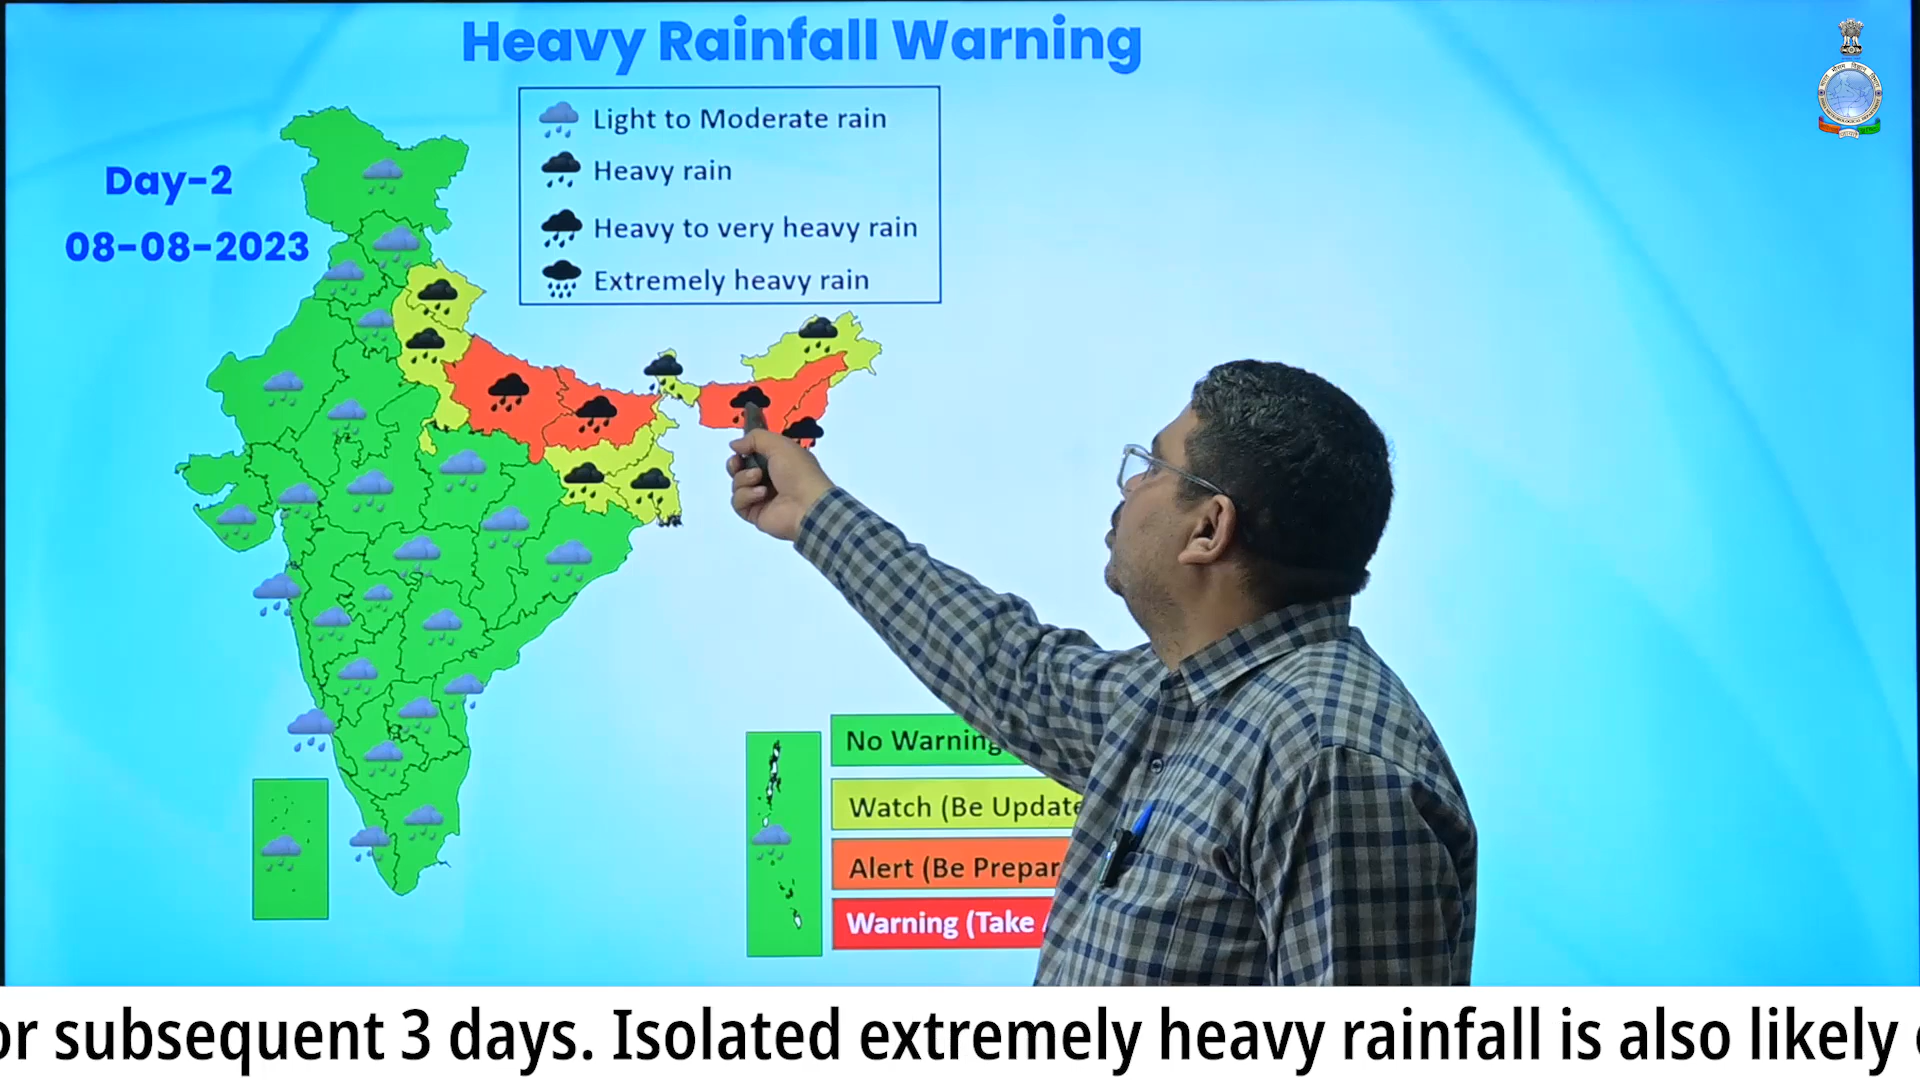 Heavy Rainfall Warning
Light to Moderate rain
Heavy rain
Heavy to very heavy rain
Extremely heavy rain
Day-2
08-08-2023
No Warning
Watch (Be Update
Alert (Be Prepar
Warning (Take
or subsequent 3 days. Isolated extremely heavy rainfall is also likely